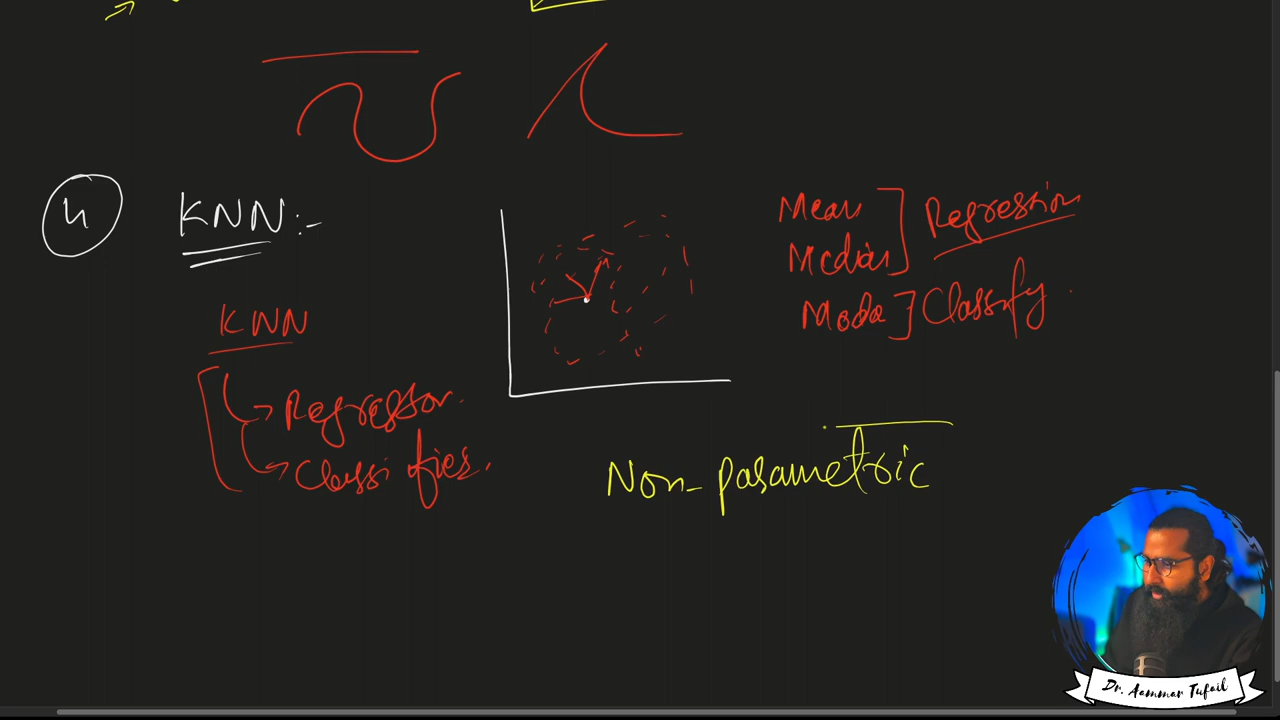 4 KNN:-
Mean
Median
Regression
Mode
Classify.
KNN
Regressor.
Classifier.
Non-parametric
Dr. Aammar Tufail